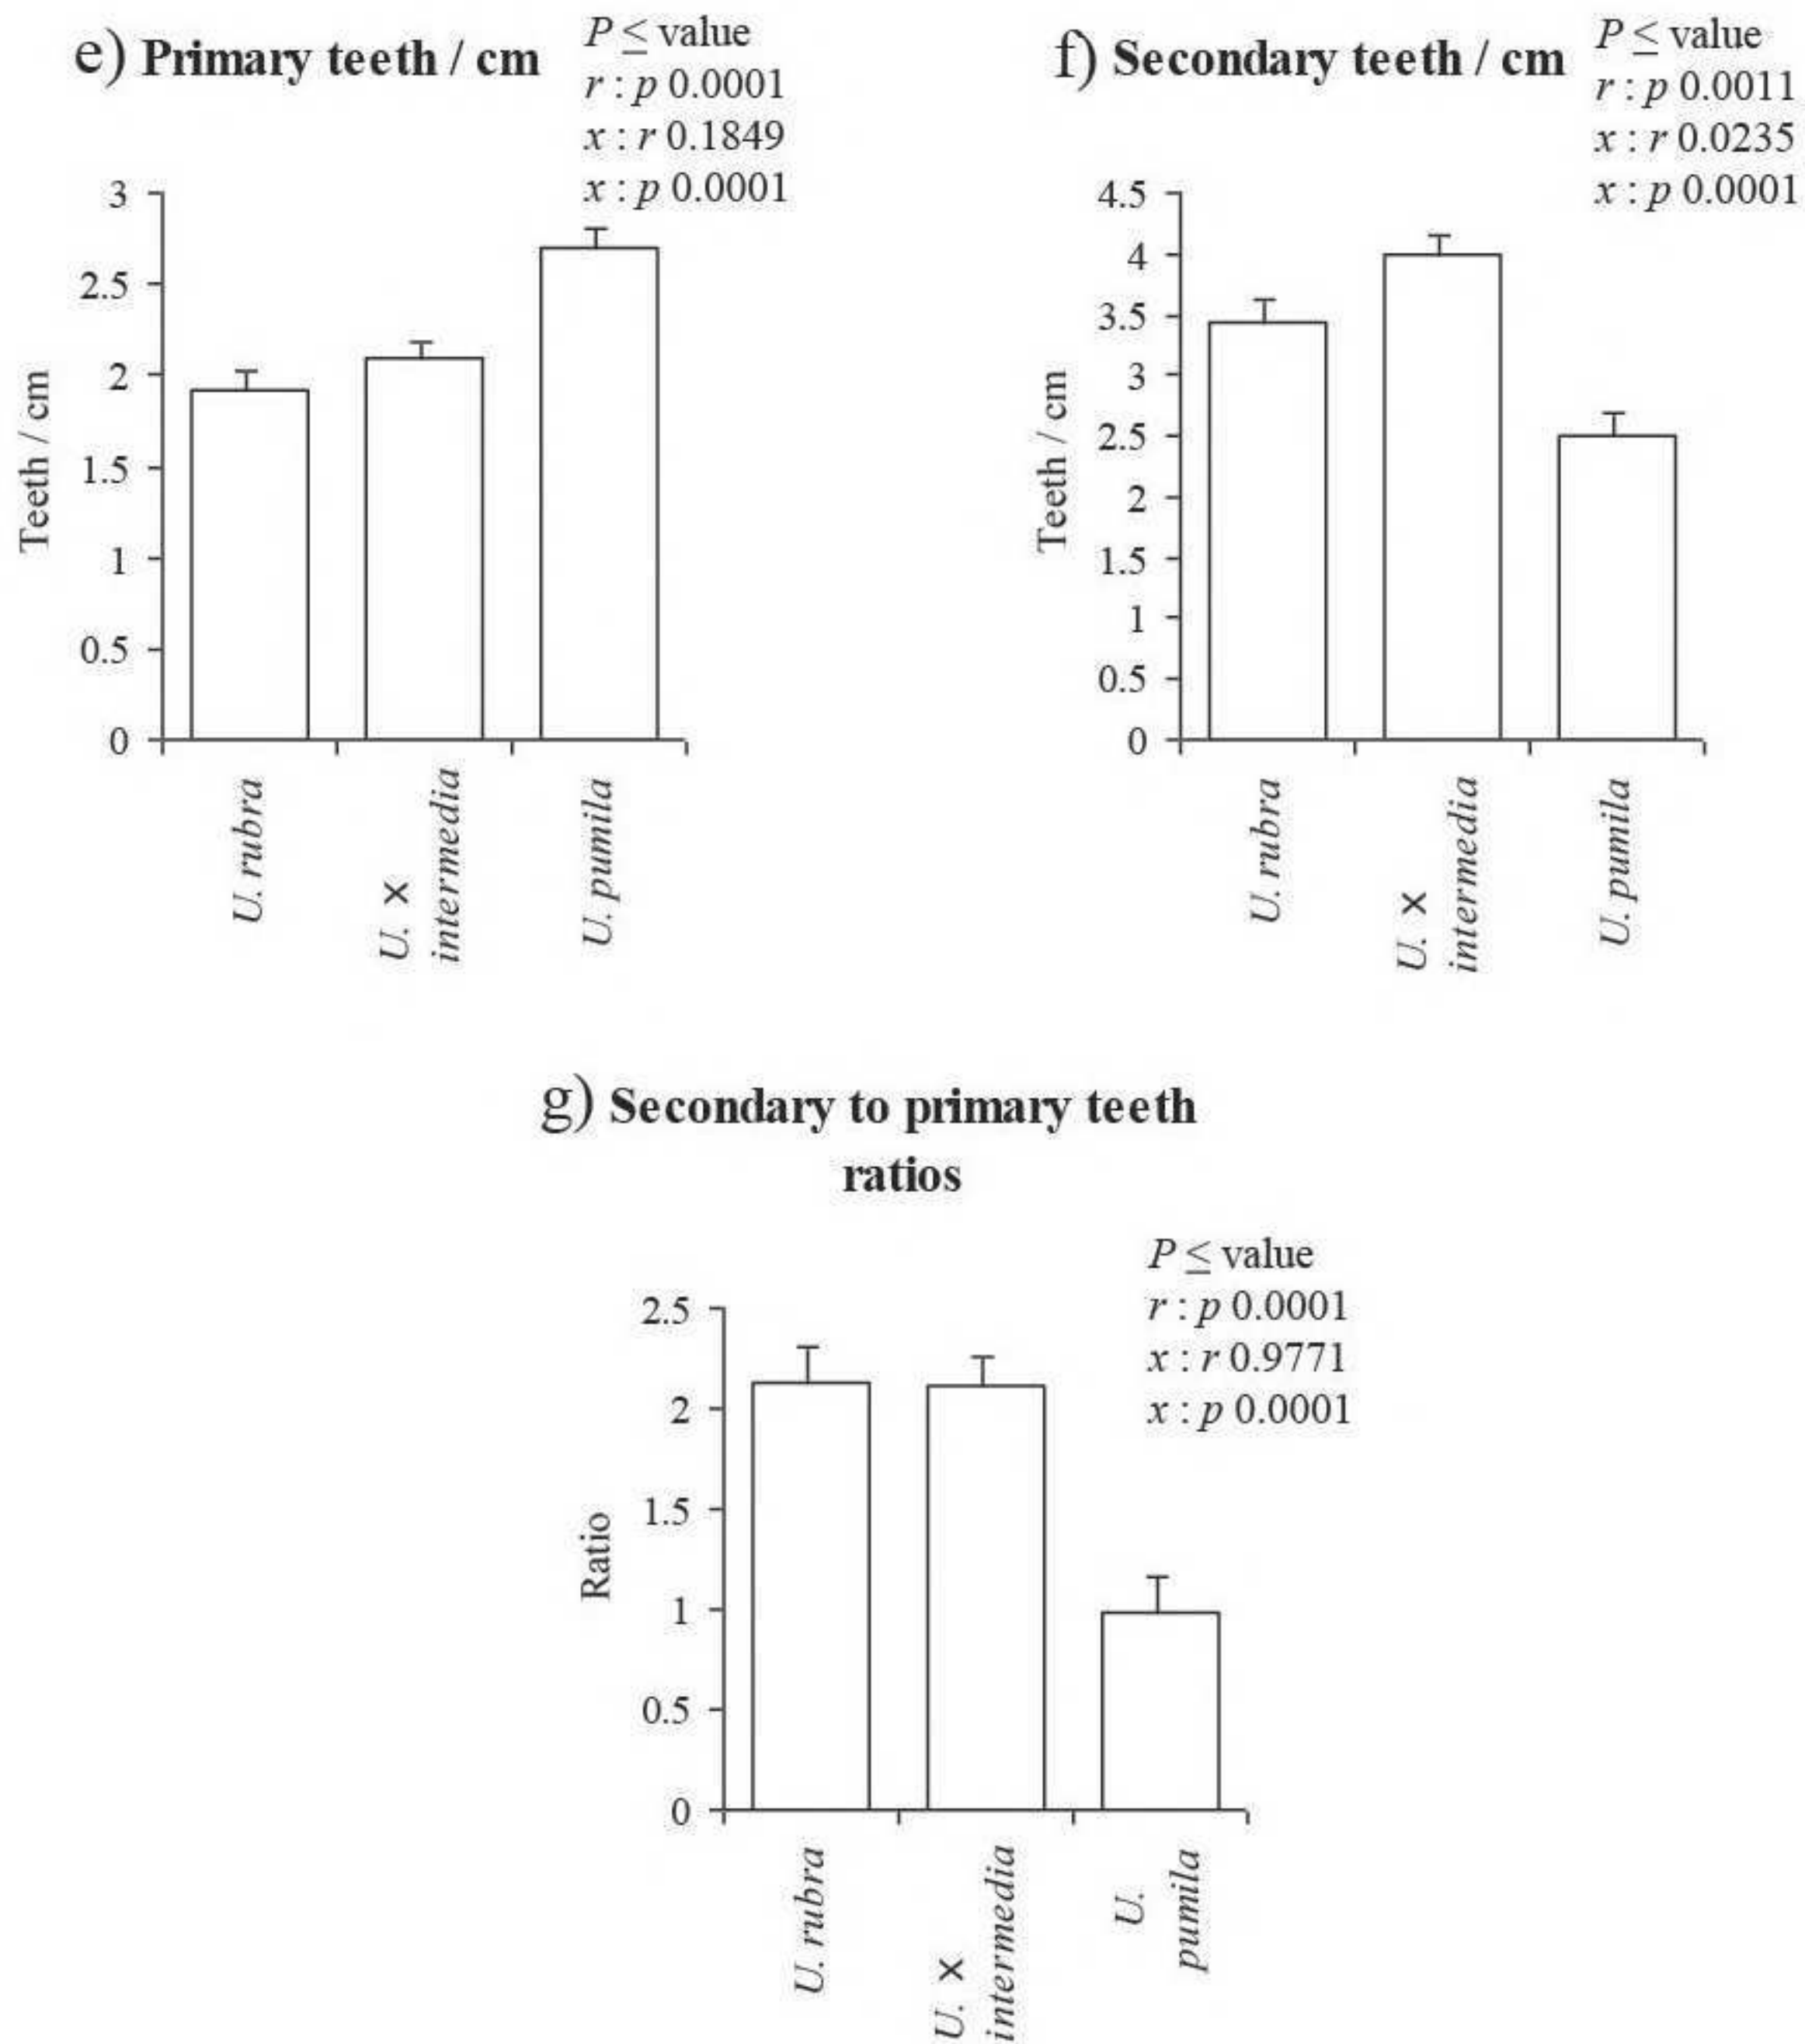 e) Primary teeth / cm
P ≤ value
r : p 0.0001
x : r 0.1849
x : p 0.0001
3
2.5
2
1.5
1
0.5
0
Teeth / cm
U. rubra
U. ×
intermedia
U. pumila
f) Secondary teeth / cm
P ≤ value
r : p 0.0011
x : r 0.0235
x : p 0.0001
4.5
4
3.5
3
2.5
2
1.5
1
0.5
0
Teeth / cm
U. rubra
U. ×
intermedia
U. pumila
g) Secondary to primary teeth
ratios
P ≤ value
r : p 0.0001
x : r 0.9771
x : p 0.0001
2.5
2
1.5
1
0.5
0
Ratio
U. rubra
U. ×
intermedia
U.
pumila